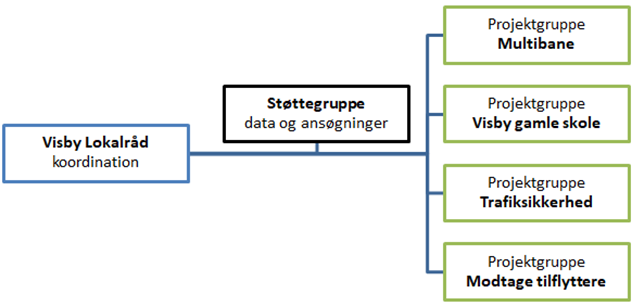 Visby Lokalråd
koordination
Støttegruppe
data og ansøgninger
Projektgruppe
Multibane
Projektgruppe
Visby gamle skole
Projektgruppe
Trafiksikkerhed
Projektgruppe
Modtage tilflyttere